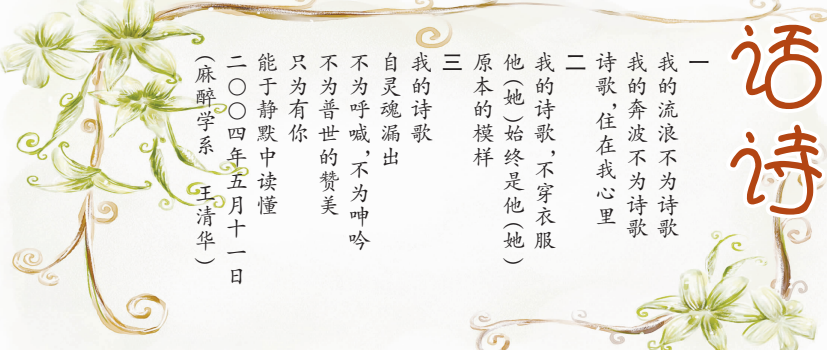 话诗
一
我的流浪不为诗歌
我的奔波不为诗歌
诗歌，住在我心里
二
我的诗歌，不穿衣服
他（她）始终是他（她）
原本的模样
三
我的诗歌
自灵魂漏出
不为呼喊，不为呻吟
不为普世的赞美
只为有你
能于静默中读懂
二〇〇四年五月十一日
（麻醉学系　王清华）